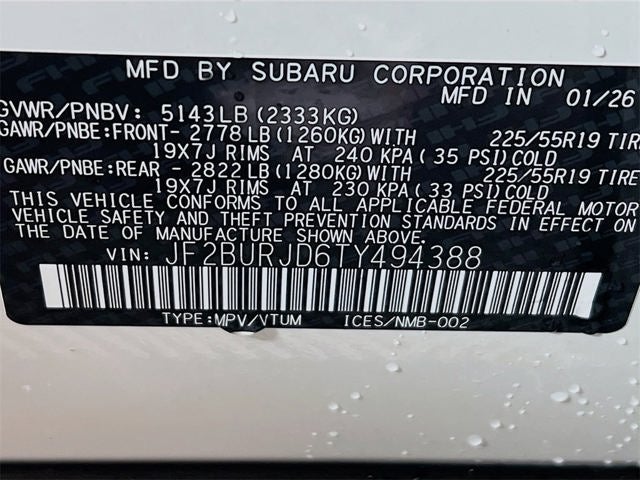 MFD BY SUBARU CORPORATION
MFD IN 01/26
GVWR/PNBV: 5143LB (2333KG)
GAWR/PNBE:FRONT- 2778 LB(1260KG)WITH 225/55R19 TIRE
19X7J RIMS AT 240 KPA( 35 PSI)COLD
GAWR/PNBE:REAR - 2822 LB(1280KG)WITH 225/55R19 TIRE
19X7J RIMS AT 230 KPA( 33 PSI)COLD
THIS VEHICLE CONFORMS TO ALL APPLICABLE FEDERAL MOTOR
VEHICLE SAFETY AND THEFT PREVENTION STANDARDS IN EFFECT ON
THE DATE OF MANUFACTURE SHOWN ABOVE.
VIN: JF2BURJD6TY494388
TYPE:MPV/VTUM ICES/NMB-002